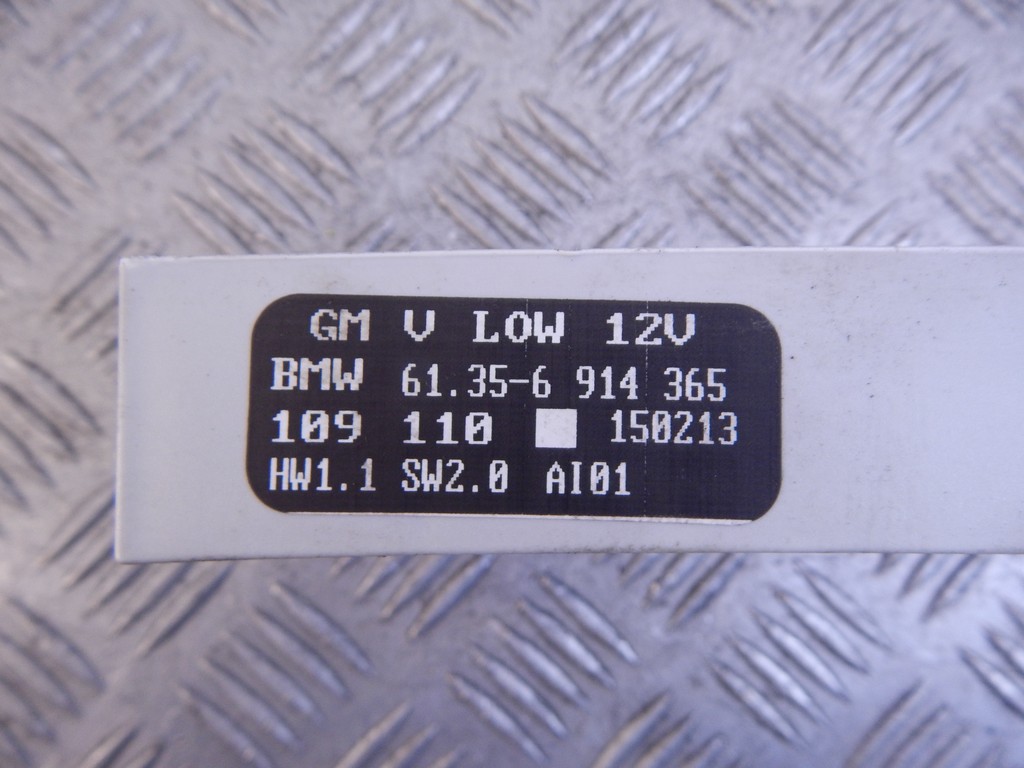 GM V LOW 12V
BMW 61.35-6 914 365
109 110 150213
HW1.1 SW2.0 AI01